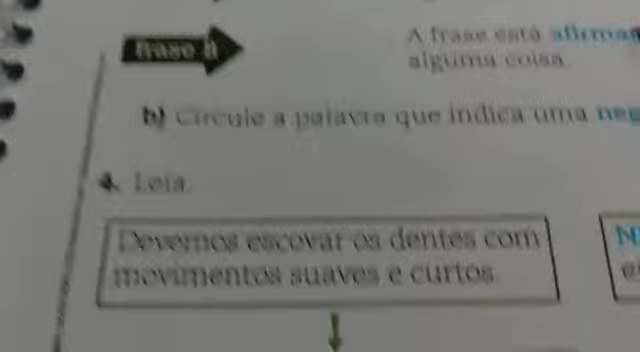 frase
A frase está afirman
alguma coisa.
b) Circule a palavra que indica uma neg
4. Leia.
Devemos escovar os dentes com
movimentos suaves e curtos.